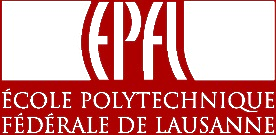 EPFL
ÉCOLE POLYTECHNIQUE
FÉDÉRALE DE LAUSANNE